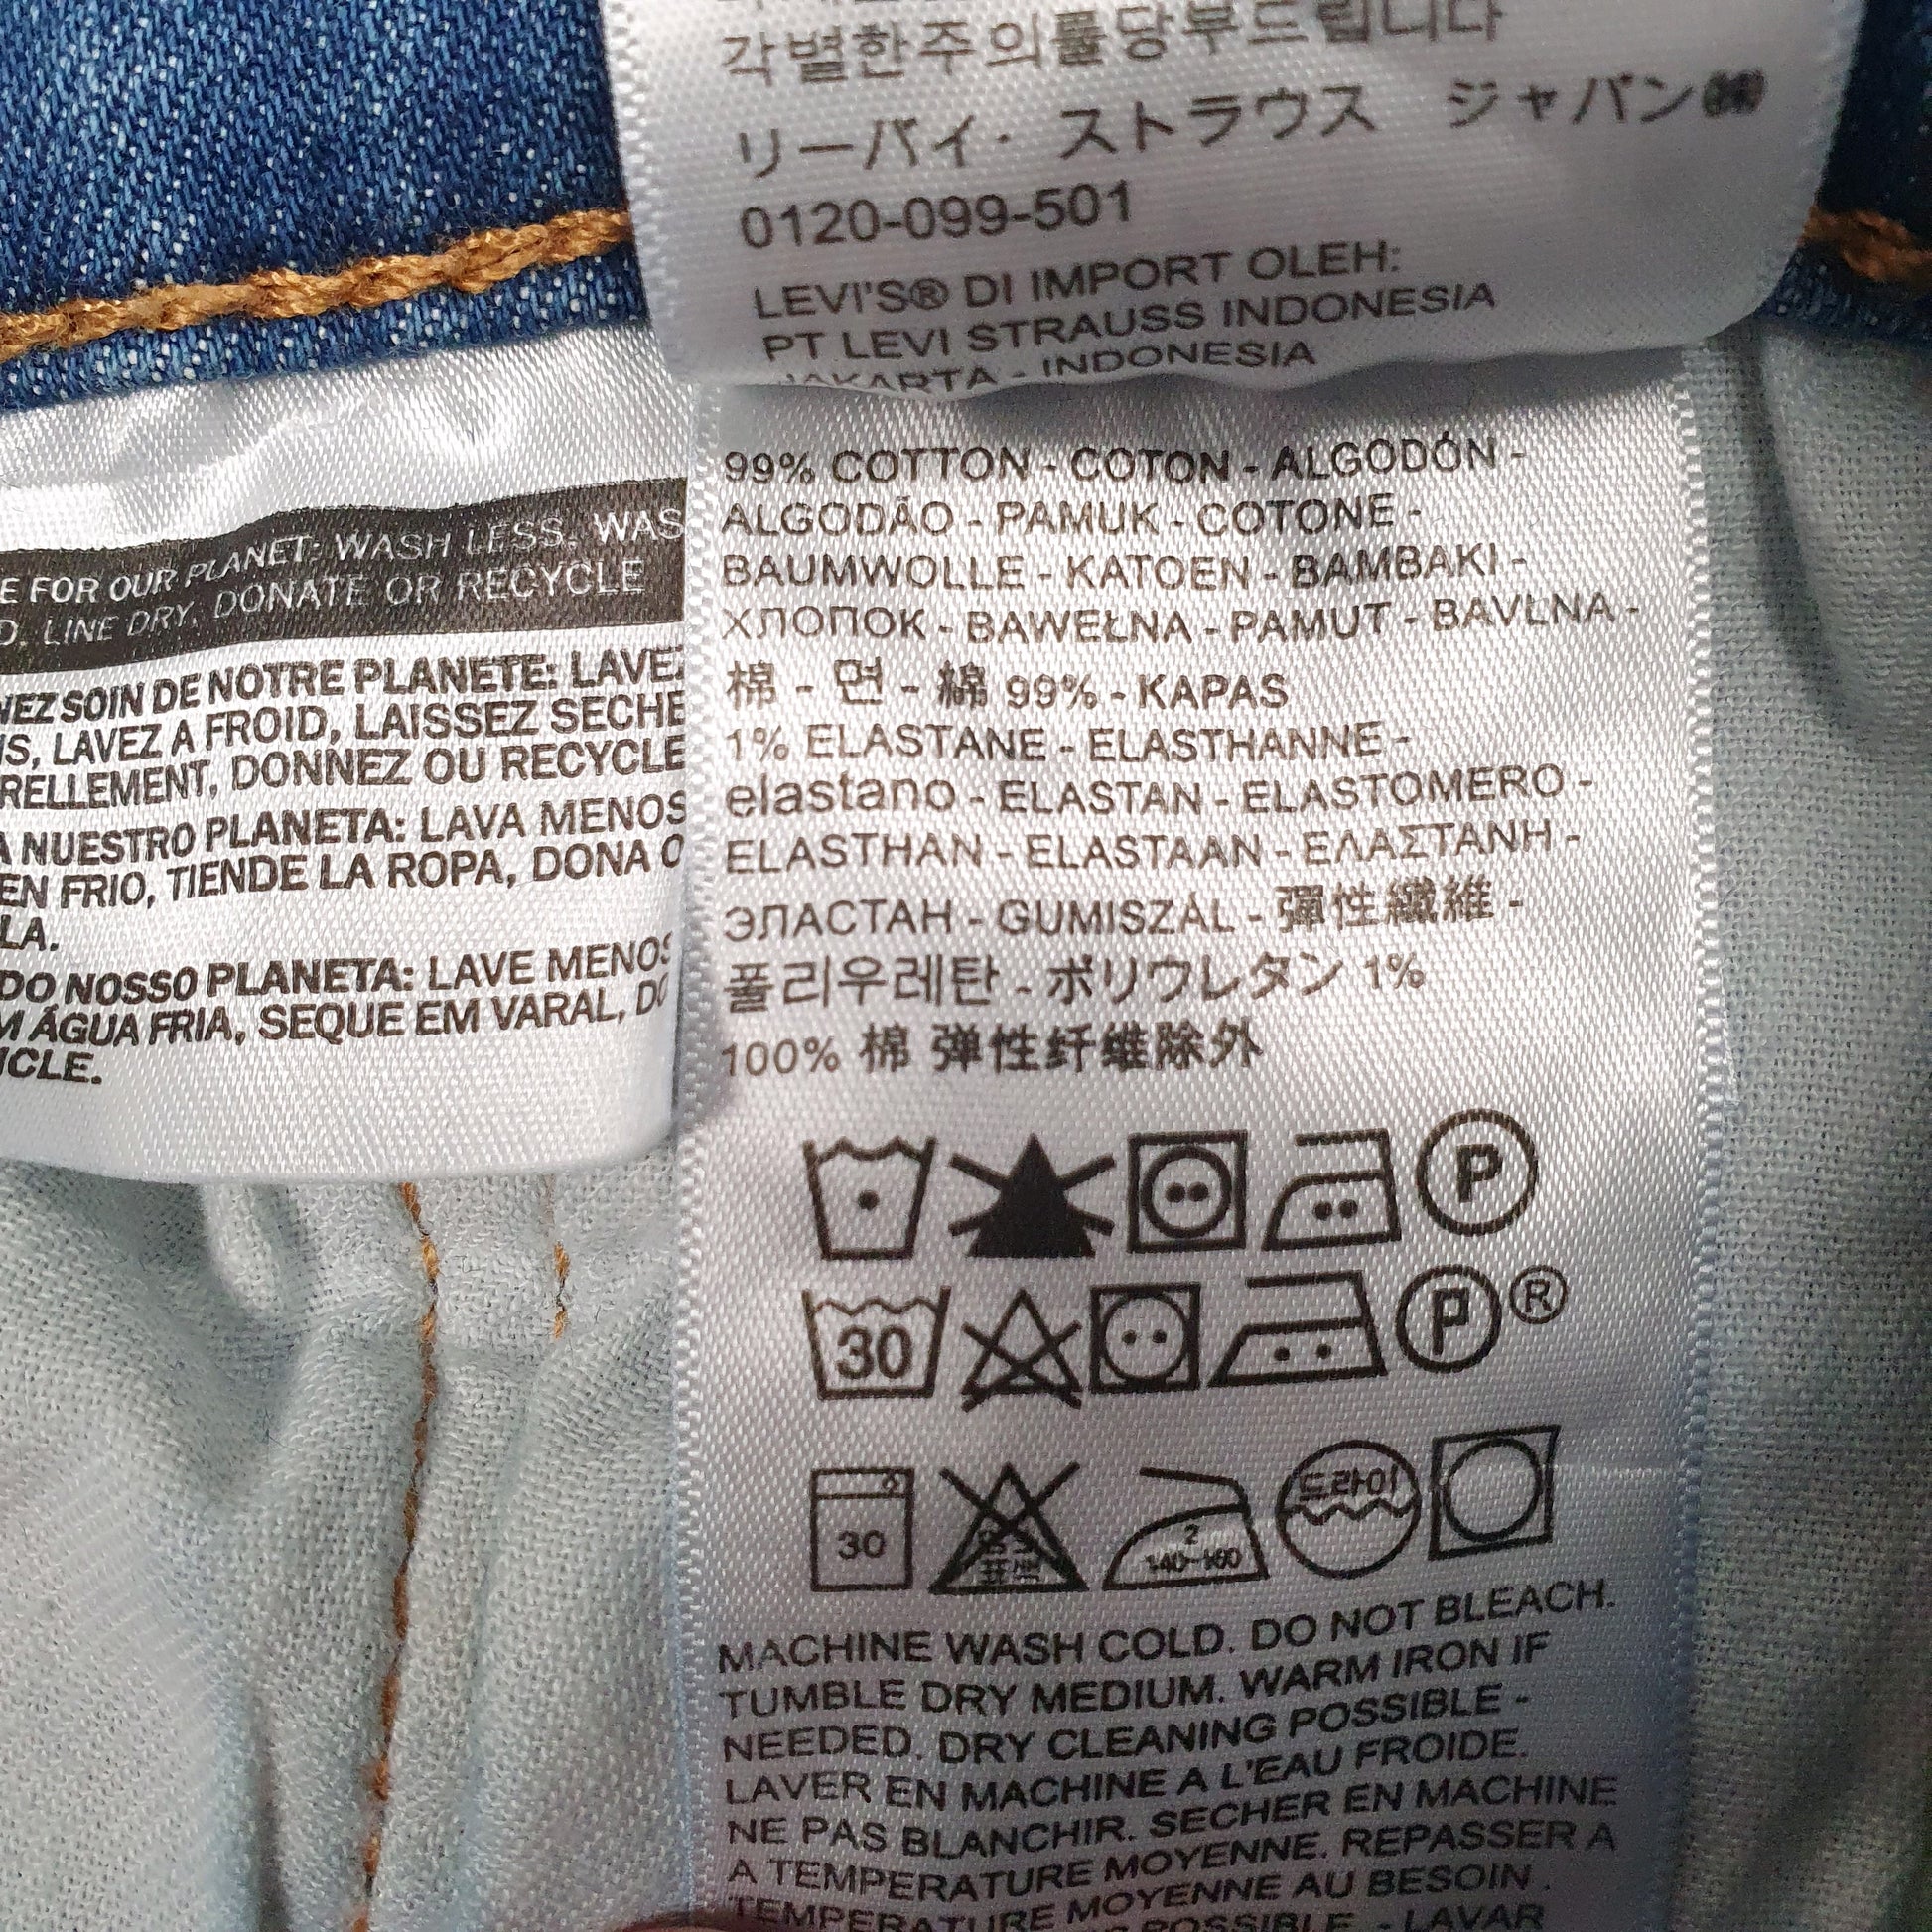 각별한주의를당부드립니다
リーバイ・ストラウス ジャパン㈱
0120-099-501
LEVI'S® DI IMPORT OLEH:
PT LEVI STRAUSS INDONESIA
JAKARTA - INDONESIA
E FOR OUR PLANET: WASH LESS, WAS
D, LINE DRY, DONATE OR RECYCLE
NEZ SOIN DE NOTRE PLANETE: LAVEZ
NS, LAVEZ A FROID, LAISSEZ SECHE
RELLEMENT, DONNEZ OU RECYCLE
A NUESTRO PLANETA: LAVA MENOS
EN FRIO, TIENDE LA ROPA, DONA O
LA.
DO NOSSO PLANETA: LAVE MENOS
M ÁGUA FRIA, SEQUE EM VARAL, DO
ICLE.
99% COTTON - COTON - ALGODÓN -
ALGODÃO - PAMUK - COTONE -
BAUMWOLLE - KATOEN - BAMBAKI -
ХЛОПОК - BAWEŁNA - PAMUT - BAVLNA -
棉 - 면 - 綿 99% - KAPAS
1% ELASTANE - ELASTHANNE -
elastano - ELASTAN - ELASTOMERO -
ELASTHAN - ELASTAAN - ΕΛΑΣΤΑΝΗ -
ЭЛАСТАН - GUMISZÁL - 彈性纖維 -
폴리우레탄 - ポリウレタン 1%
100% 棉 弹性纤维除外
P
30 P ®
30 2 140~160 드라이
MACHINE WASH COLD. DO NOT BLEACH.
TUMBLE DRY MEDIUM. WARM IRON IF
NEEDED. DRY CLEANING POSSIBLE -
LAVER EN MACHINE A L'EAU FROIDE.
NE PAS BLANCHIR. SECHER EN MACHINE
A TEMPERATURE MOYENNE. REPASSER A
TEMPERATURE MOYENNE AU BESOIN .
POSSIBLE - LAVAR